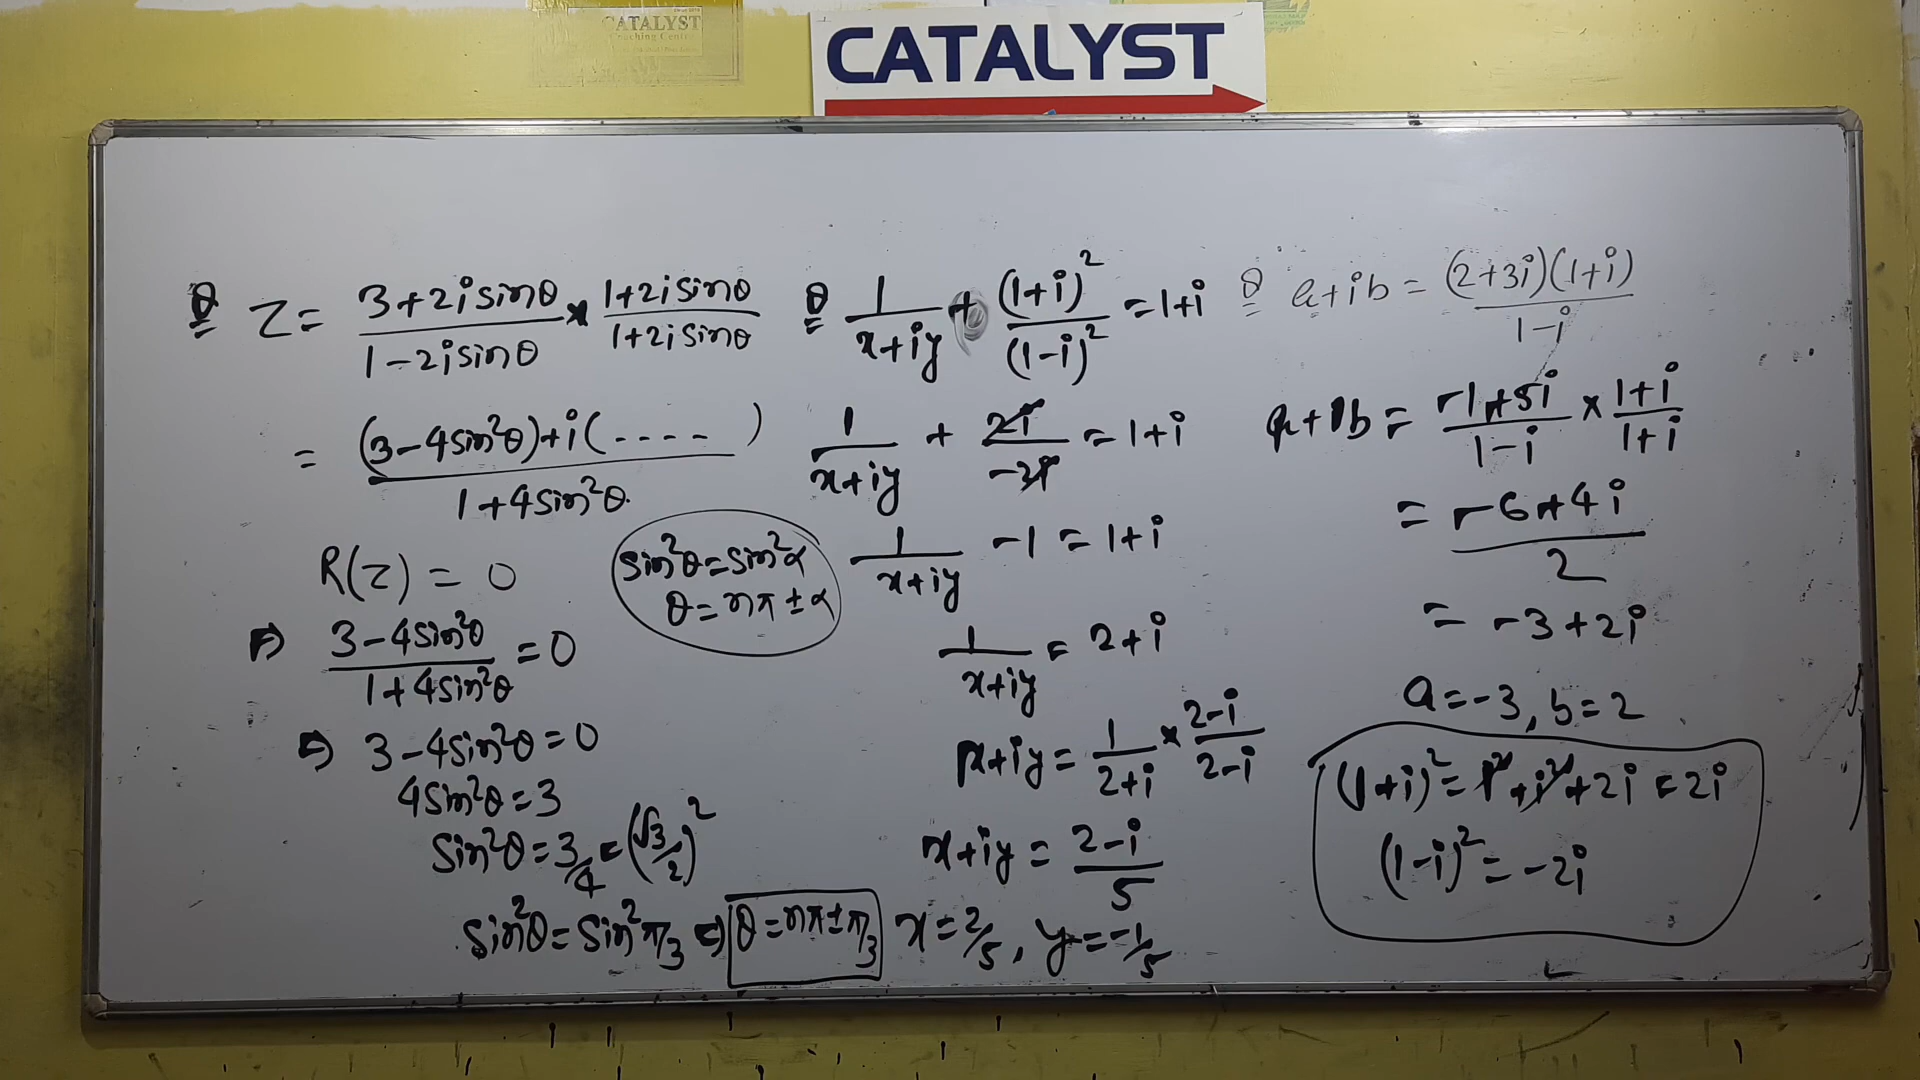 CATALYST
Coaching Centre
CATALYST
Q Z = 3+2i sinθ / 1-2i sinθ × 1+2i sinθ / 1+2i sinθ
= (3-4sin²θ)+i(----) / 1+4sin²θ.
R(z) = 0
⇒ 3-4sin²θ / 1+4sin²θ = 0
⇒ 3-4sin²θ = 0
4sin²θ = 3
sin²θ = 3/4 = (√3/2)²
sin²θ = sin²π/3 ⇒ θ = nπ ± π/3
sin²θ = sin²α
θ = nπ ± α
Q 1/(x+iy) + (1+i)²/(1-i)² = 1+i
1/(x+iy) + 2i/-2i = 1+i
1/(x+iy) -1 = 1+i
1/(x+iy) = 2+i
x+iy = 1/(2+i) × (2-i)/(2-i)
x+iy = (2-i)/5
x = 2/5, y = -1/5
Q a+ib = (2+3i)(1+i) / 1-i
a+ib = -1+5i / 1-i × 1+i / 1+i
= -6+4i / 2
= -3+2i
a=-3, b=2
(1+i)² = 1²+i²+2i = 2i
(1-i)² = -2i